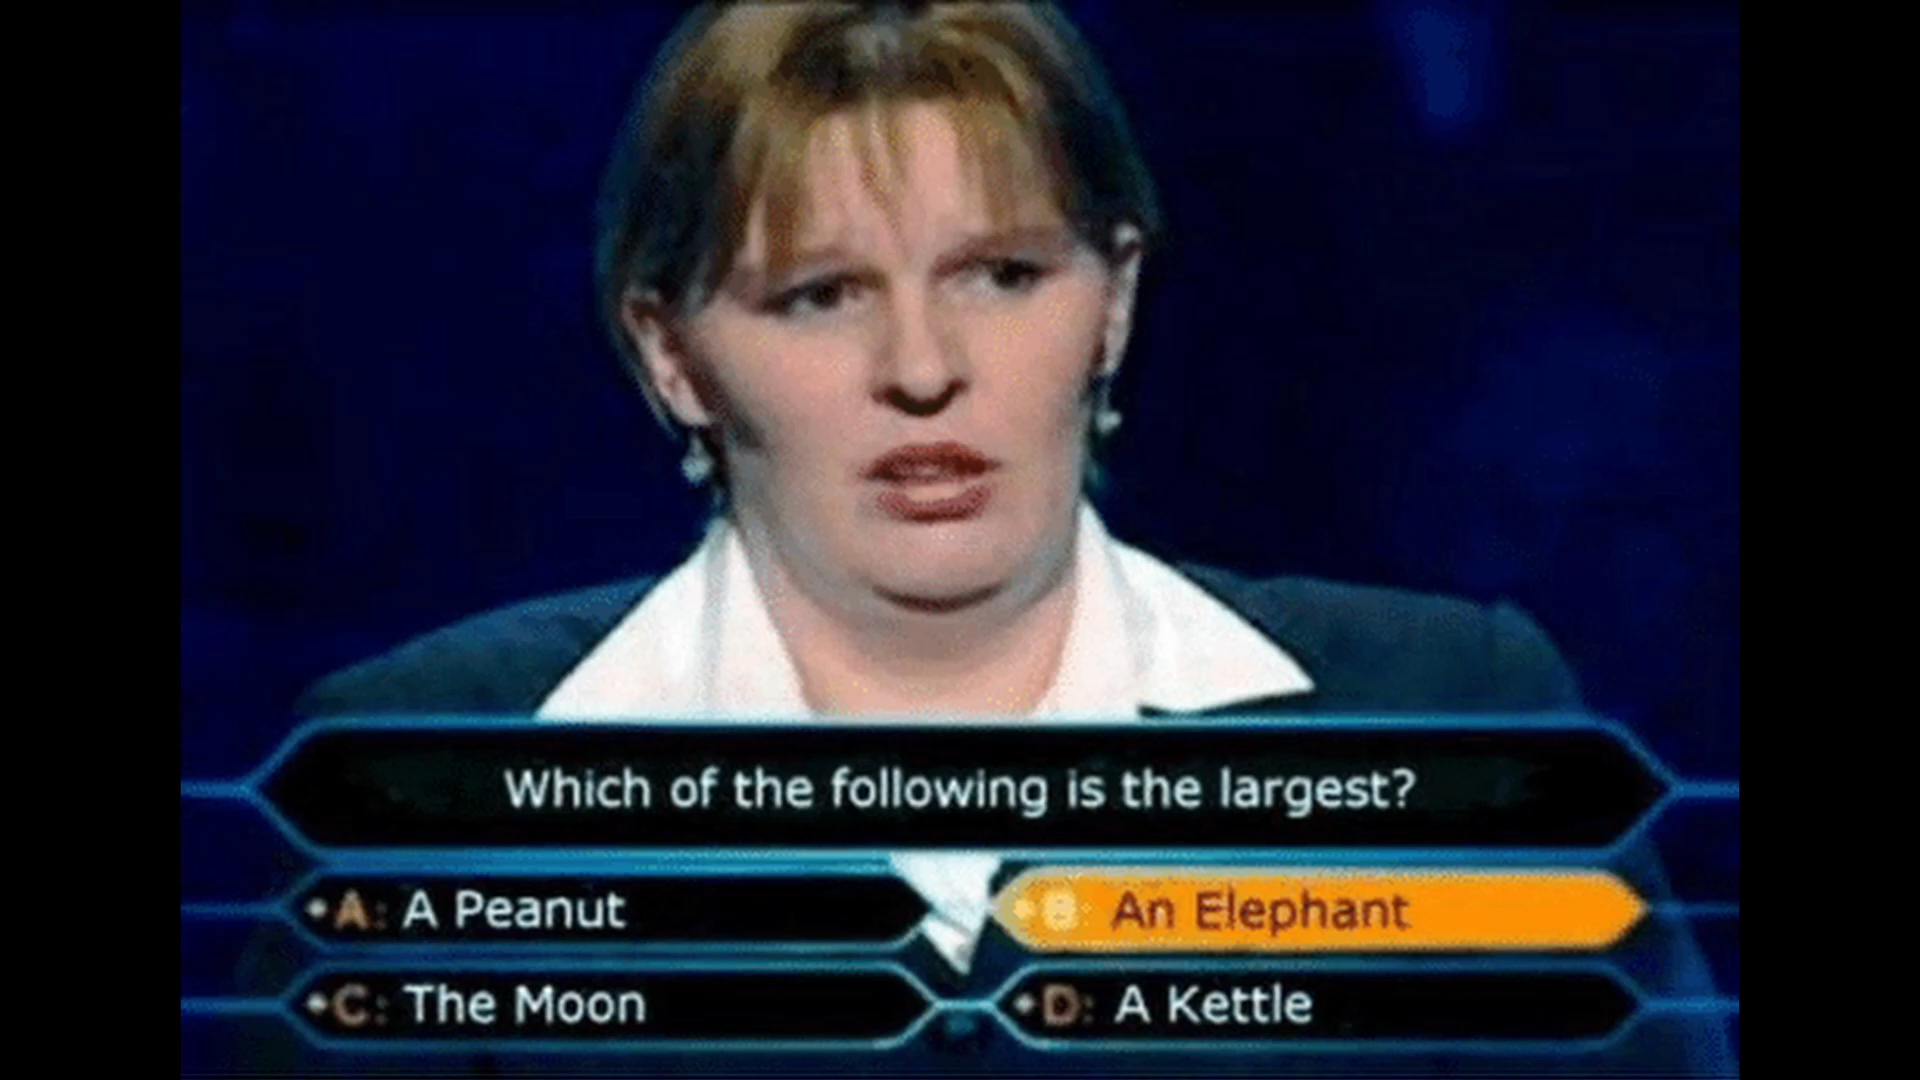 Which of the following is the largest?
A: A Peanut
B: An Elephant
C: The Moon
D: A Kettle